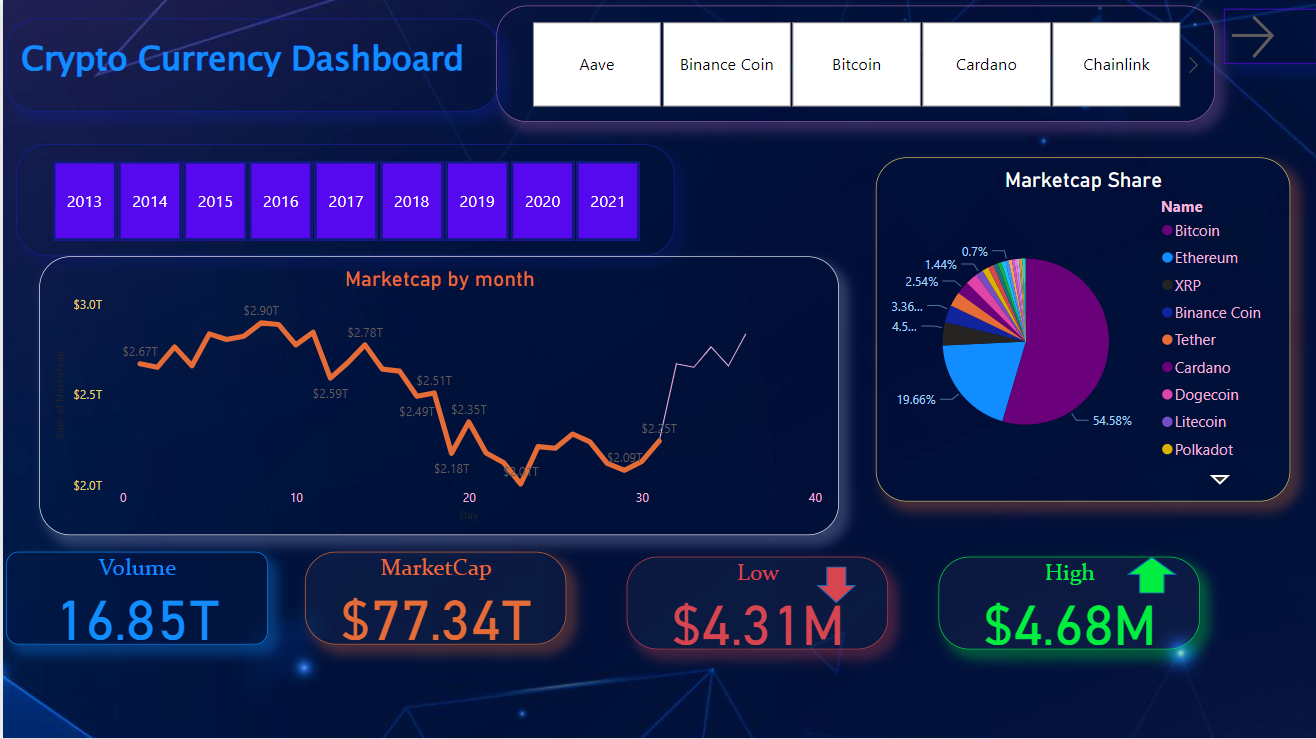 Crypto Currency Dashboard
Aave
Binance Coin
Bitcoin
Cardano
Chainlink
2013
2014
2015
2016
2017
2018
2019
2020
2021
Marketcap by month
$3.0T
$2.5T
$2.0T
Sum of Marketcap
$2.67T
$2.90T
$2.59T
$2.78T
$2.49T
$2.51T
$2.18T
$2.35T
$2.09T
$2.25T
0
10
20
30
40
Day
Marketcap Share
0.7%
1.44%
2.54%
3.36...
4.5...
19.66%
54.58%
Name
Bitcoin
Ethereum
XRP
Binance Coin
Tether
Cardano
Dogecoin
Litecoin
Polkadot
Volume
16.85T
MarketCap
$77.34T
Low
$4.31M
High
$4.68M